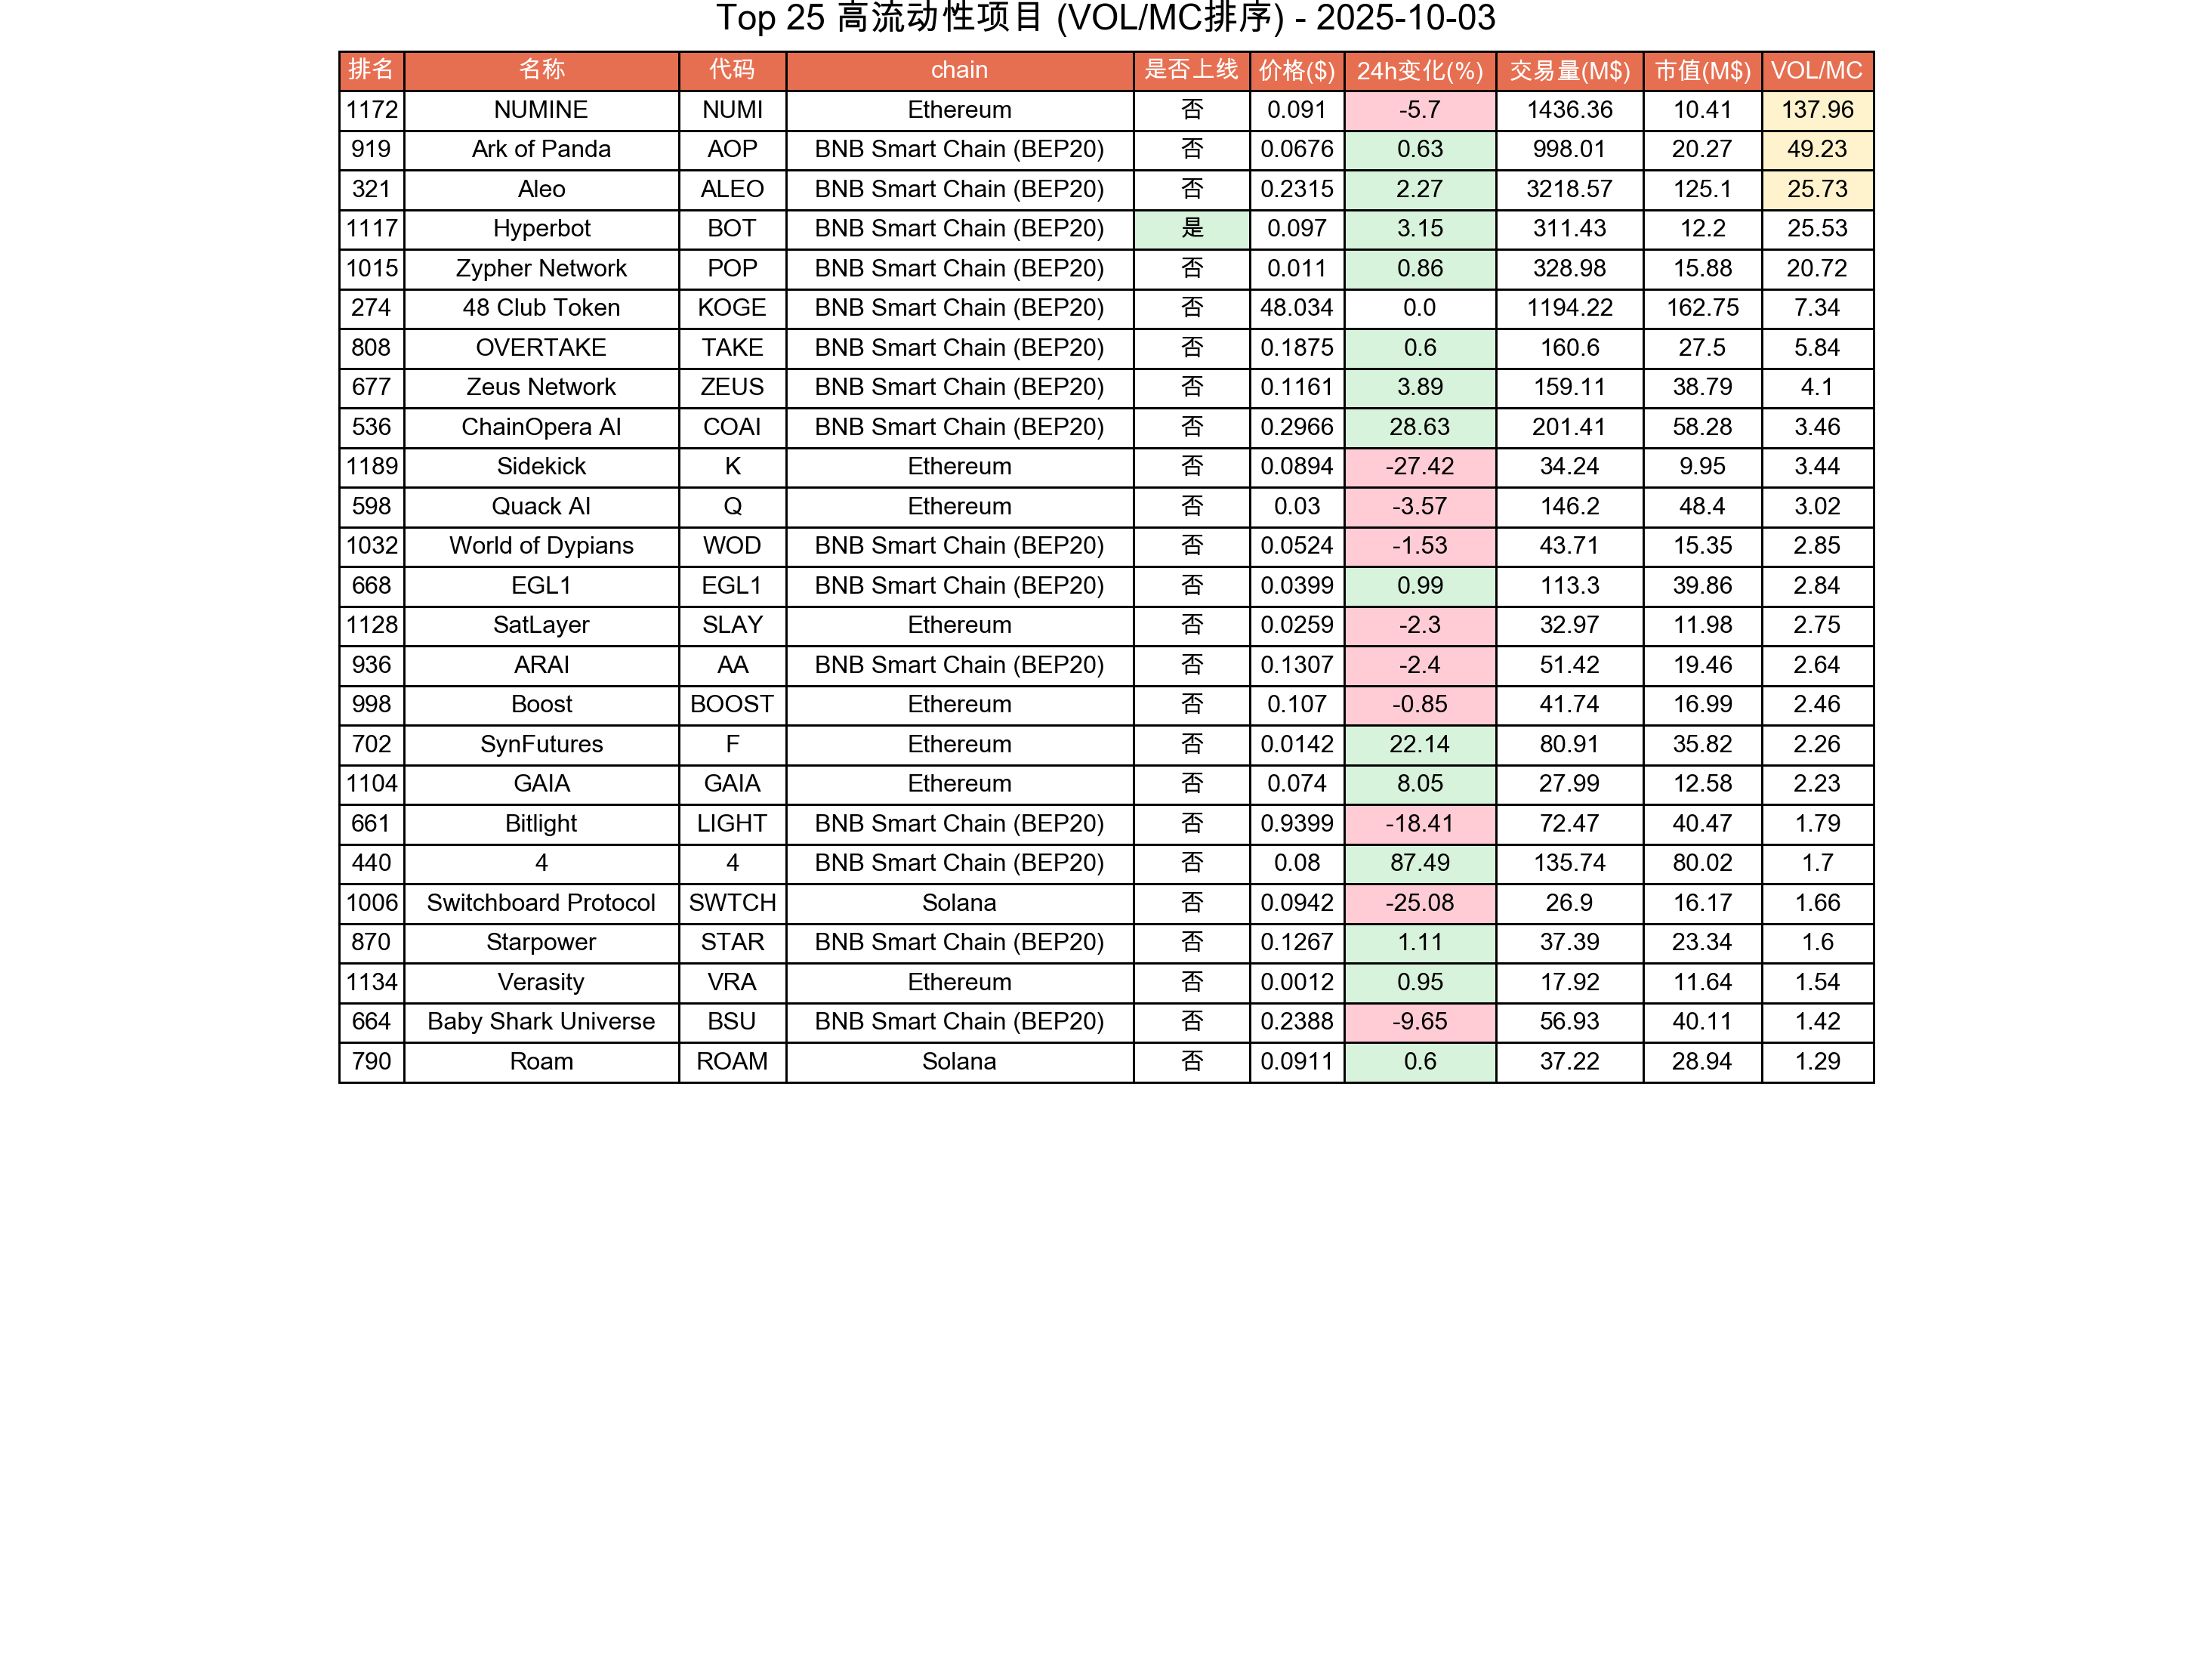 Top 25 高流动性项目 (VOL/MC排序) - 2025-10-03
排名 名称 代码 chain 是否上线 价格($) 24h变化(%) 交易量(M$) 市值(M$) VOL/MC
1172 NUMINE NUMI Ethereum 否 0.091 -5.7 1436.36 10.41 137.96
919 Ark of Panda AOP BNB Smart Chain (BEP20) 否 0.0676 0.63 998.01 20.27 49.23
321 Aleo ALEO BNB Smart Chain (BEP20) 否 0.2315 2.27 3218.57 125.1 25.73
1117 Hyperbot BOT BNB Smart Chain (BEP20) 是 0.097 3.15 311.43 12.2 25.53
1015 Zypher Network POP BNB Smart Chain (BEP20) 否 0.011 0.86 328.98 15.88 20.72
274 48 Club Token KOGE BNB Smart Chain (BEP20) 否 48.034 0.0 1194.22 162.75 7.34
808 OVERTAKE TAKE BNB Smart Chain (BEP20) 否 0.1875 0.6 160.6 27.5 5.84
677 Zeus Network ZEUS BNB Smart Chain (BEP20) 否 0.1161 3.89 159.11 38.79 4.1
536 ChainOpera AI COAI BNB Smart Chain (BEP20) 否 0.2966 28.63 201.41 58.28 3.46
1189 Sidekick K Ethereum 否 0.0894 -27.42 34.24 9.95 3.44
598 Quack AI Q Ethereum 否 0.03 -3.57 146.2 48.4 3.02
1032 World of Dypians WOD BNB Smart Chain (BEP20) 否 0.0524 -1.53 43.71 15.35 2.85
668 EGL1 EGL1 BNB Smart Chain (BEP20) 否 0.0399 0.99 113.3 39.86 2.84
1128 SatLayer SLAY Ethereum 否 0.0259 -2.3 32.97 11.98 2.75
936 ARAI AA BNB Smart Chain (BEP20) 否 0.1307 -2.4 51.42 19.46 2.64
998 Boost BOOST Ethereum 否 0.107 -0.85 41.74 16.99 2.46
702 SynFutures F Ethereum 否 0.0142 22.14 80.91 35.82 2.26
1104 GAIA GAIA Ethereum 否 0.074 8.05 27.99 12.58 2.23
661 Bitlight LIGHT BNB Smart Chain (BEP20) 否 0.9399 -18.41 72.47 40.47 1.79
440 4 4 BNB Smart Chain (BEP20) 否 0.08 87.49 135.74 80.02 1.7
1006 Switchboard Protocol SWTCH Solana 否 0.0942 -25.08 26.9 16.17 1.66
870 Starpower STAR BNB Smart Chain (BEP20) 否 0.1267 1.11 37.39 23.34 1.6
1134 Verasity VRA Ethereum 否 0.0012 0.95 17.92 11.64 1.54
664 Baby Shark Universe BSU BNB Smart Chain (BEP20) 否 0.2388 -9.65 56.93 40.11 1.42
790 Roam ROAM Solana 否 0.0911 0.6 37.22 28.94 1.29